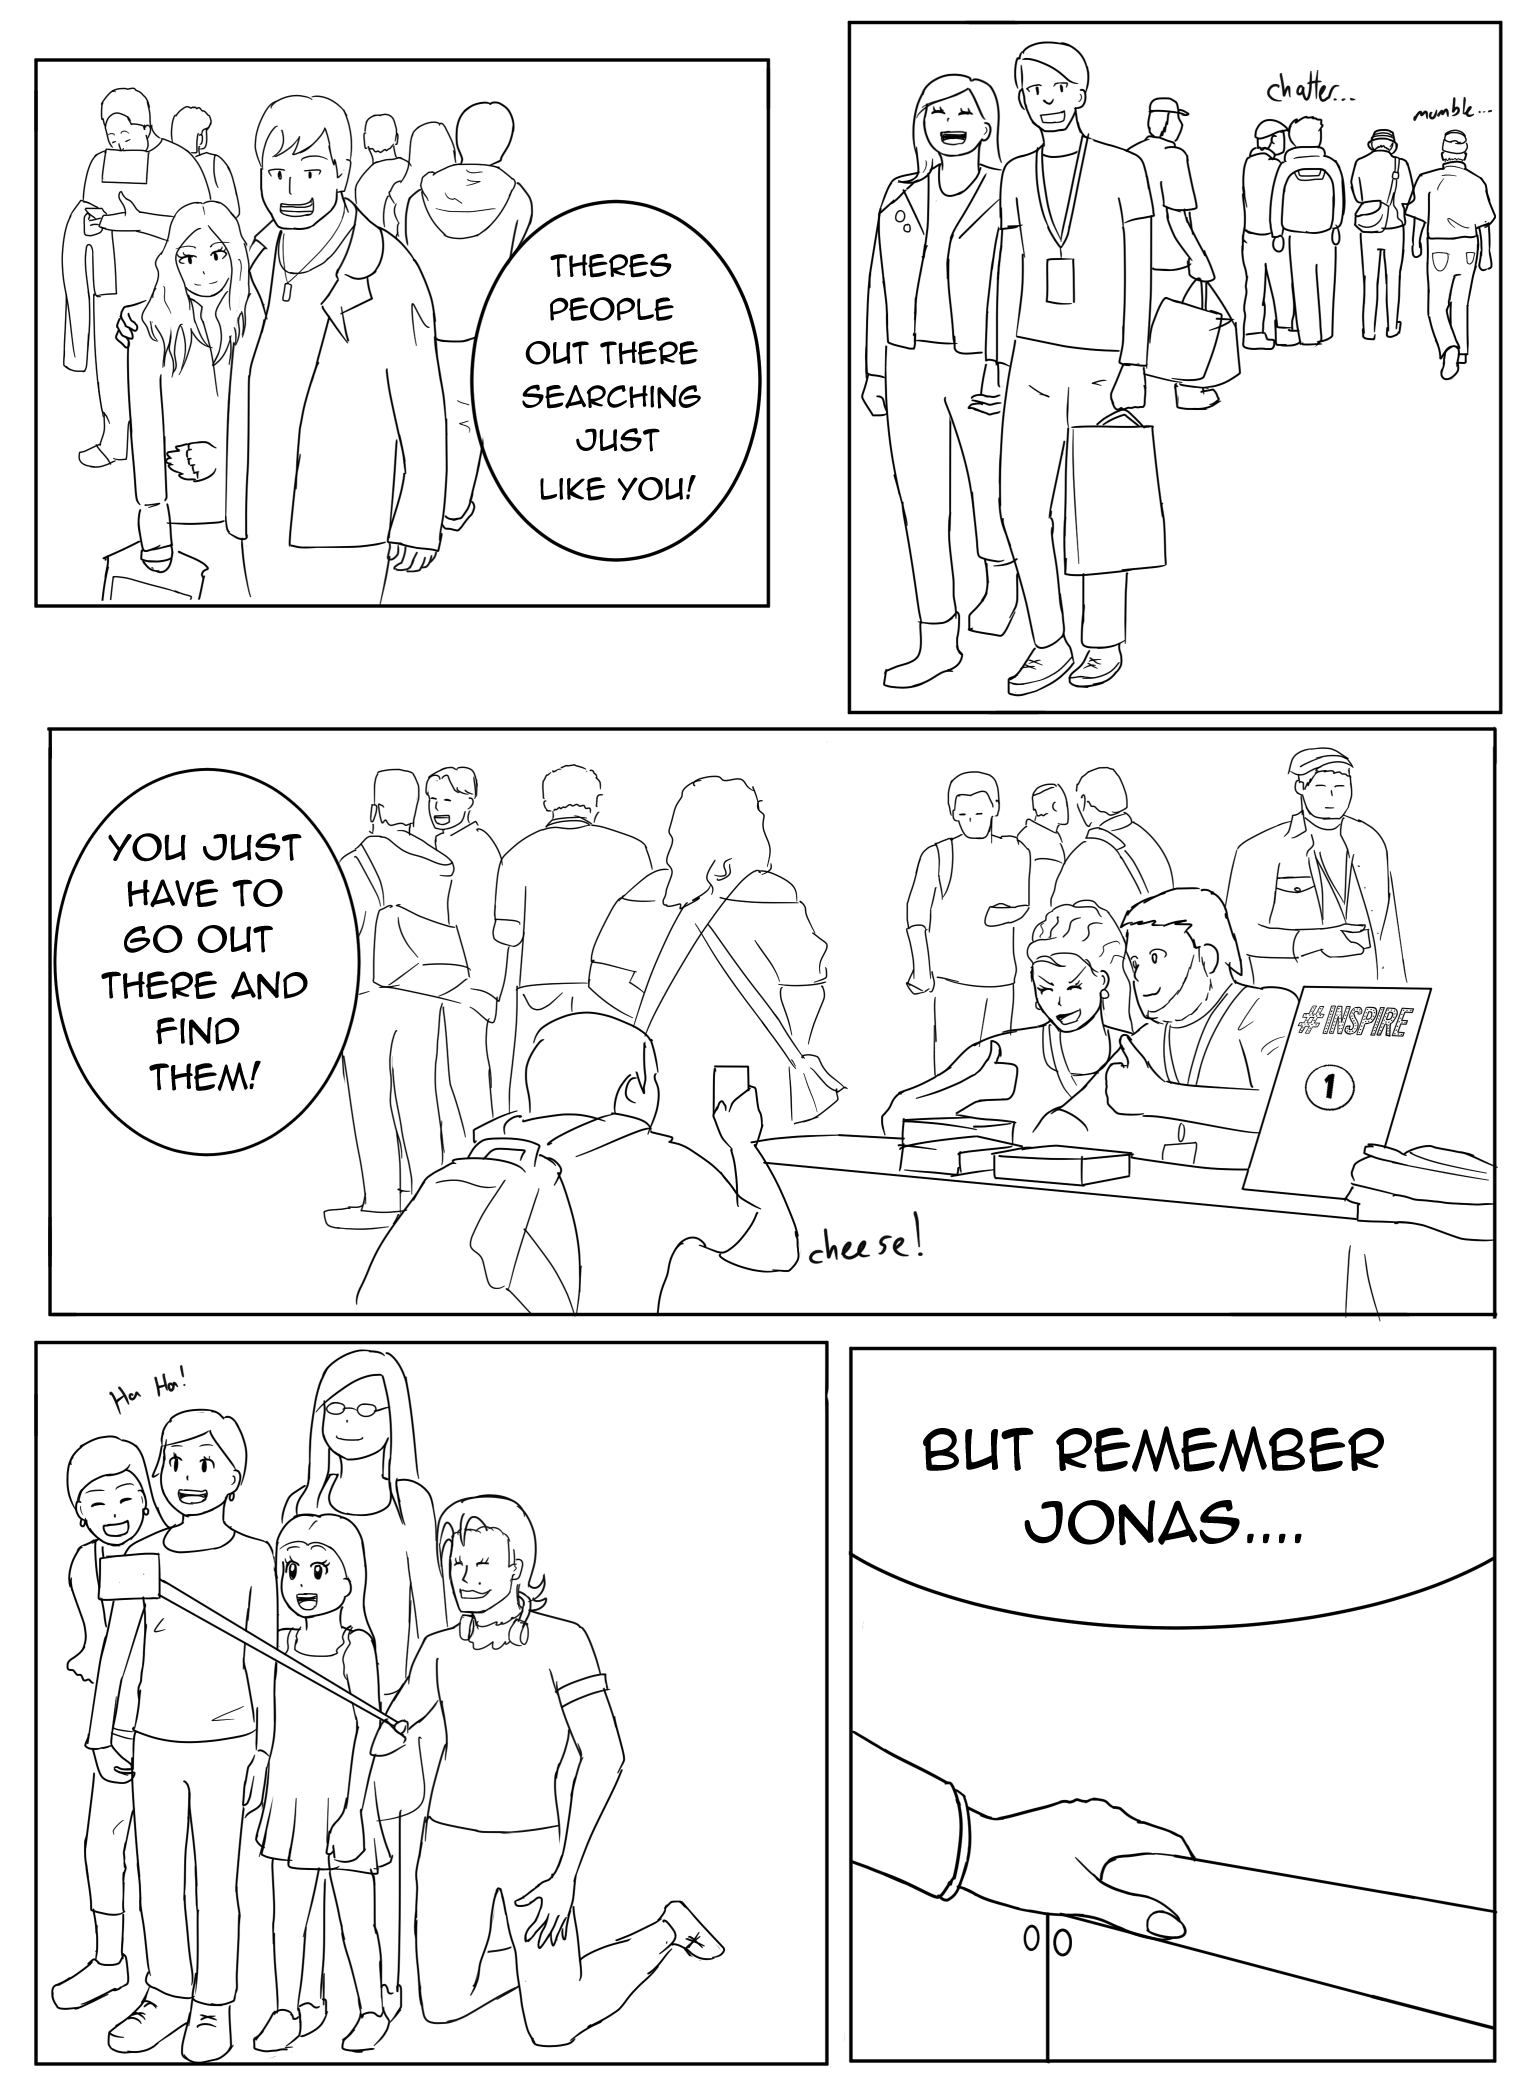 THERES
PEOPLE
OUT THERE
SEARCHING
JUST
LIKE YOU!
chatter...
mumble...
YOU JUST
HAVE TO
GO OUT
THERE AND
FIND
THEM!
#INSPIRE
1
cheese!
Ha Ha!
BUT REMEMBER
JONAS....